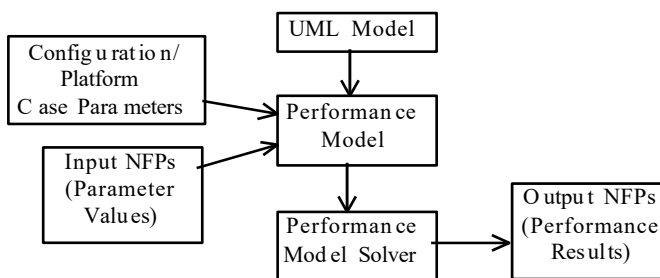 UML Model
Configuration/
Platform
Case Parameters
Performance
Model
Input NFPs
(Parameter
Values)
Performance
Model Solver
Output NFPs
(Performance
Results)